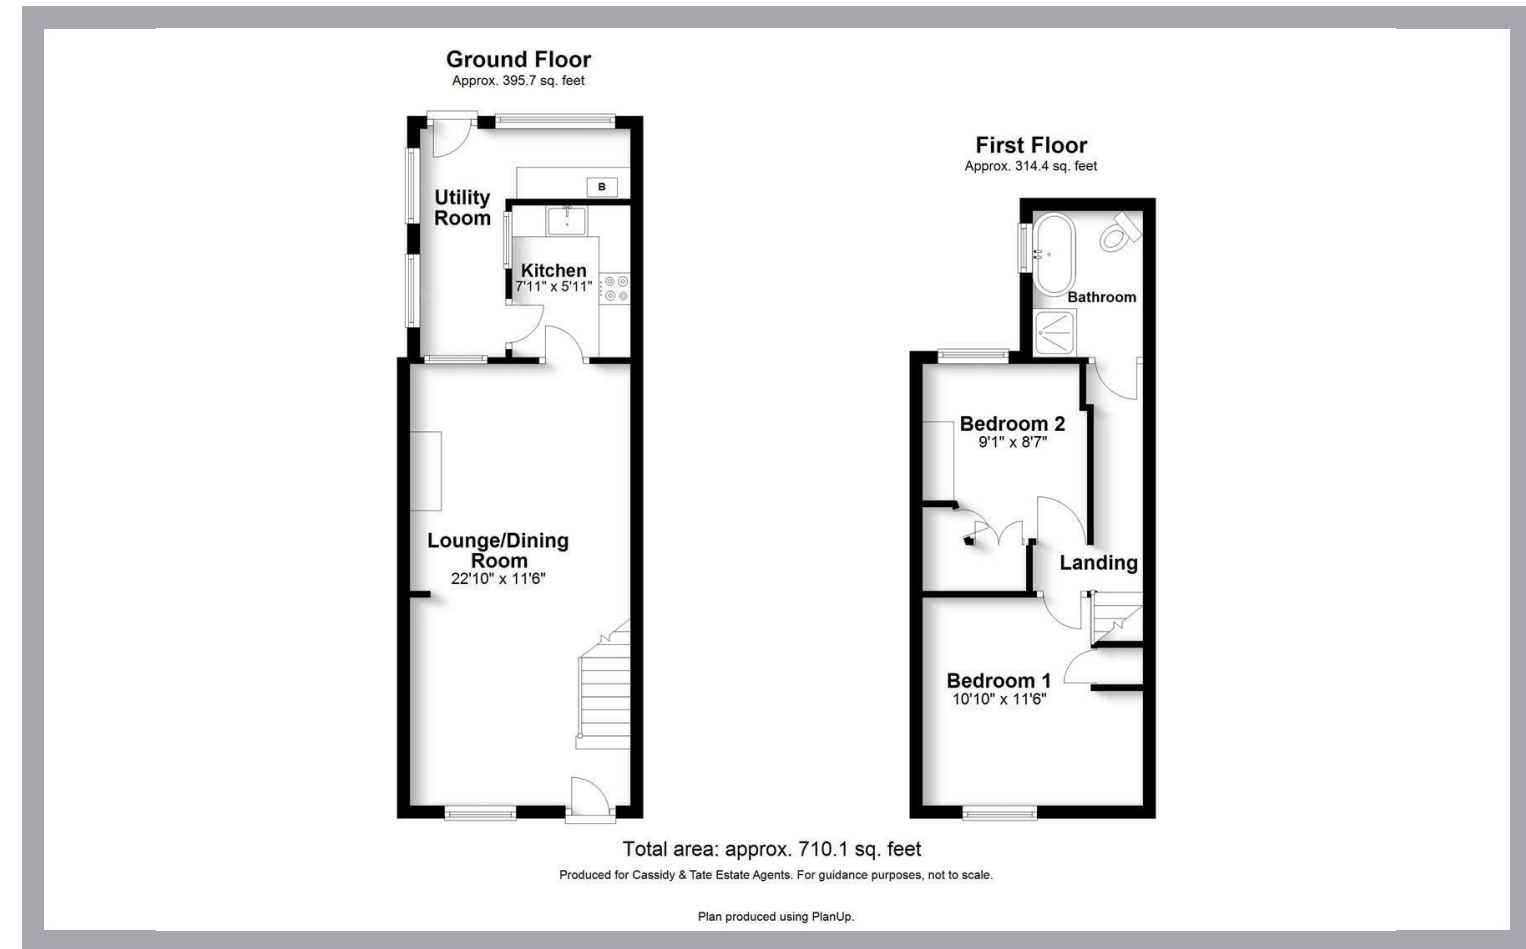 Ground Floor
Approx. 395.7 sq. feet
Utility
Room
B
Kitchen
7'11" x 5'11"
Lounge/Dining
Room
22'10" x 11'6"
First Floor
Approx. 314.4 sq. feet
Bathroom
Bedroom 2
9'1" x 8'7"
Landing
Bedroom 1
10'10" x 11'6"
Total area: approx. 710.1 sq. feet
Produced for Cassidy & Tate Estate Agents. For guidance purposes, not to scale.
Plan produced using PlanUp.